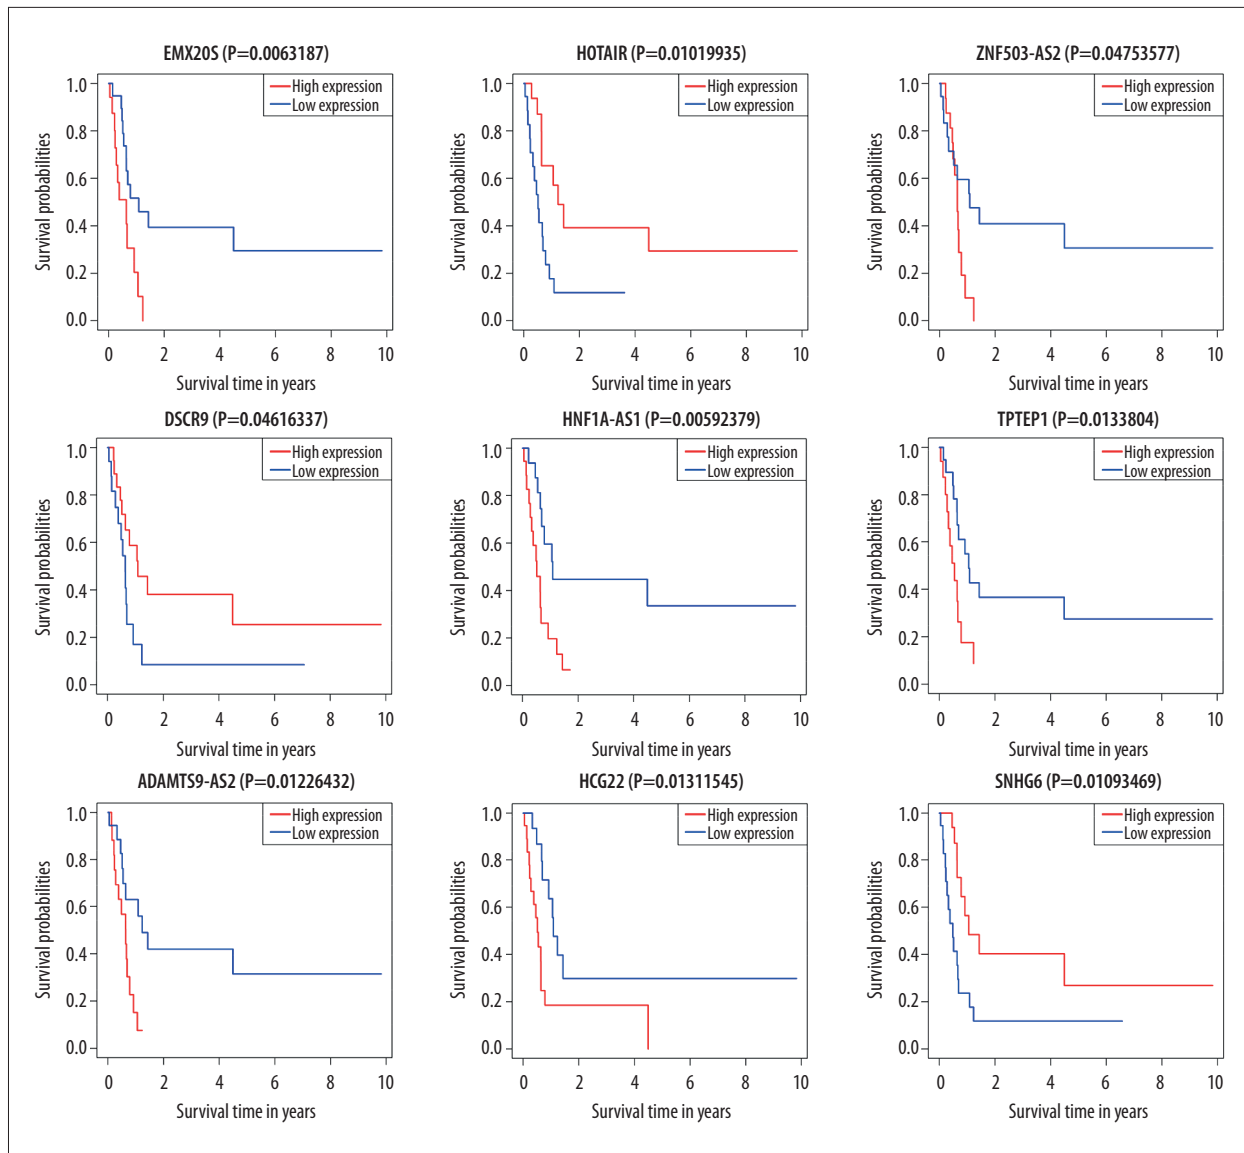 EMX20S (P=0.0063187)
High expression
Low expression
Survival probabilities
1.0
0.8
0.6
0.4
0.2
0.0
0 2 4 6 8 10
Survival time in years
HOTAIR (P=0.01019935)
High expression
Low expression
Survival probabilities
1.0
0.8
0.6
0.4
0.2
0.0
0 2 4 6 8 10
Survival time in years
ZNF503-AS2 (P=0.04753577)
High expression
Low expression
Survival probabilities
1.0
0.8
0.6
0.4
0.2
0.0
0 2 4 6 8 10
Survival time in years
DSCR9 (P=0.04616337)
High expression
Low expression
Survival probabilities
1.0
0.8
0.6
0.4
0.2
0.0
0 2 4 6 8 10
Survival time in years
HNF1A-AS1 (P=0.00592379)
High expression
Low expression
Survival probabilities
1.0
0.8
0.6
0.4
0.2
0.0
0 2 4 6 8 10
Survival time in years
TPTEP1 (P=0.0133804)
High expression
Low expression
Survival probabilities
1.0
0.8
0.6
0.4
0.2
0.0
0 2 4 6 8 10
Survival time in years
ADAMTS9-AS2 (P=0.01226432)
High expression
Low expression
Survival probabilities
1.0
0.8
0.6
0.4
0.2
0.0
0 2 4 6 8 10
Survival time in years
HCG22 (P=0.01311545)
High expression
Low expression
Survival probabilities
1.0
0.8
0.6
0.4
0.2
0.0
0 2 4 6 8 10
Survival time in years
SNHG6 (P=0.01093469)
High expression
Low expression
Survival probabilities
1.0
0.8
0.6
0.4
0.2
0.0
0 2 4 6 8 10
Survival time in years